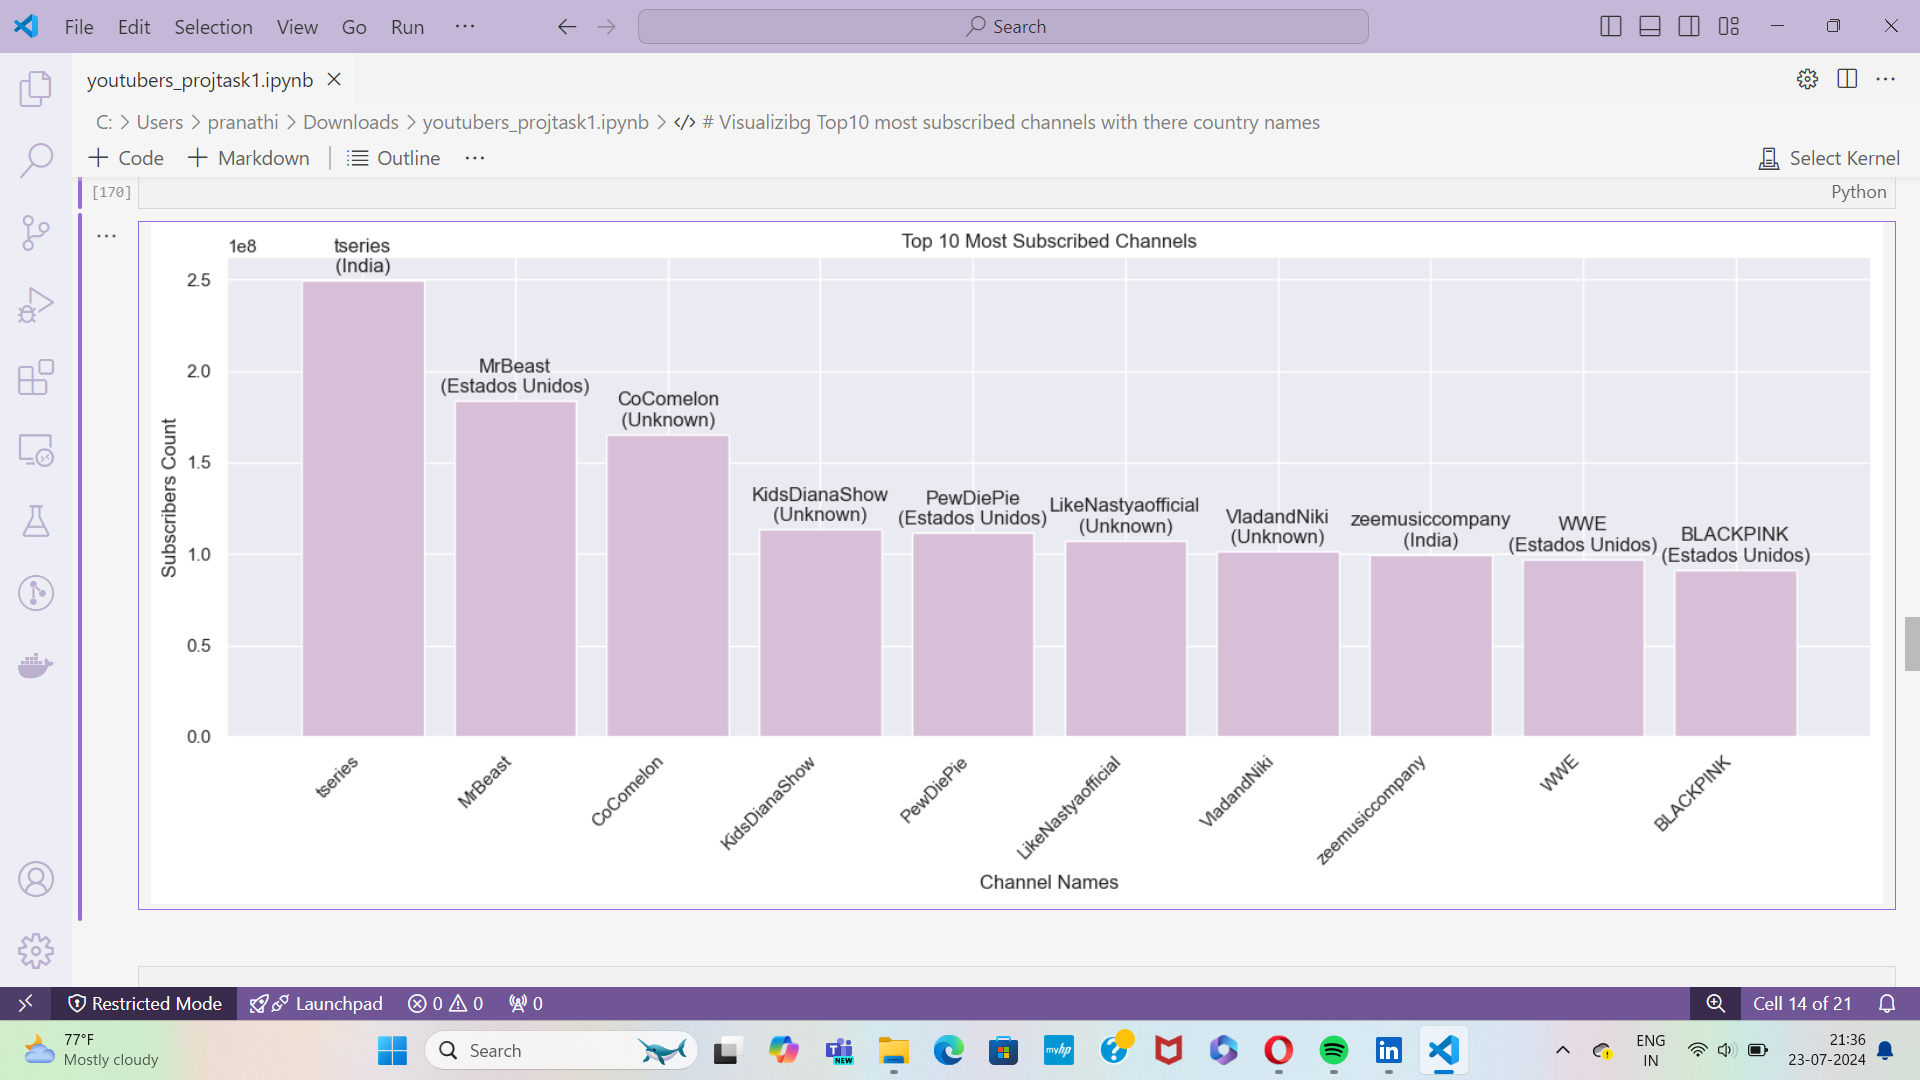 File Edit Selection View Go Run ··· Search
youtubers_projtask1.ipynb
C: > Users > pranathi > Downloads > youtubers_projtask1.ipynb > </> # Visualizibg Top10 most subscribed channels with there country names
+ Code + Markdown | Outline ··· Select Kernel
[170] Python
Top 10 Most Subscribed Channels
1e8
tseries
(India)
MrBeast
(Estados Unidos)
CoComelon
(Unknown)
KidsDianaShow
(Unknown)
PewDiePie
(Estados Unidos)
LikeNastyaofficial
(Unknown)
VladandNiki
(Unknown)
zeemusiccompany
(India)
WWE
(Estados Unidos)
BLACKPINK
(Estados Unidos)
2.5
2.0
1.5
1.0
0.5
0.0
Subscribers Count
tseries
MrBeast
CoComelon
KidsDianaShow
PewDiePie
LikeNastyaofficial
VladandNiki
zeemusiccompany
WWE
BLACKPINK
Channel Names
Restricted Mode Launchpad 0 0 0 Cell 14 of 21
77°F
Mostly cloudy
Search
NEW
myhp
ENG
IN
21:36
23-07-2024